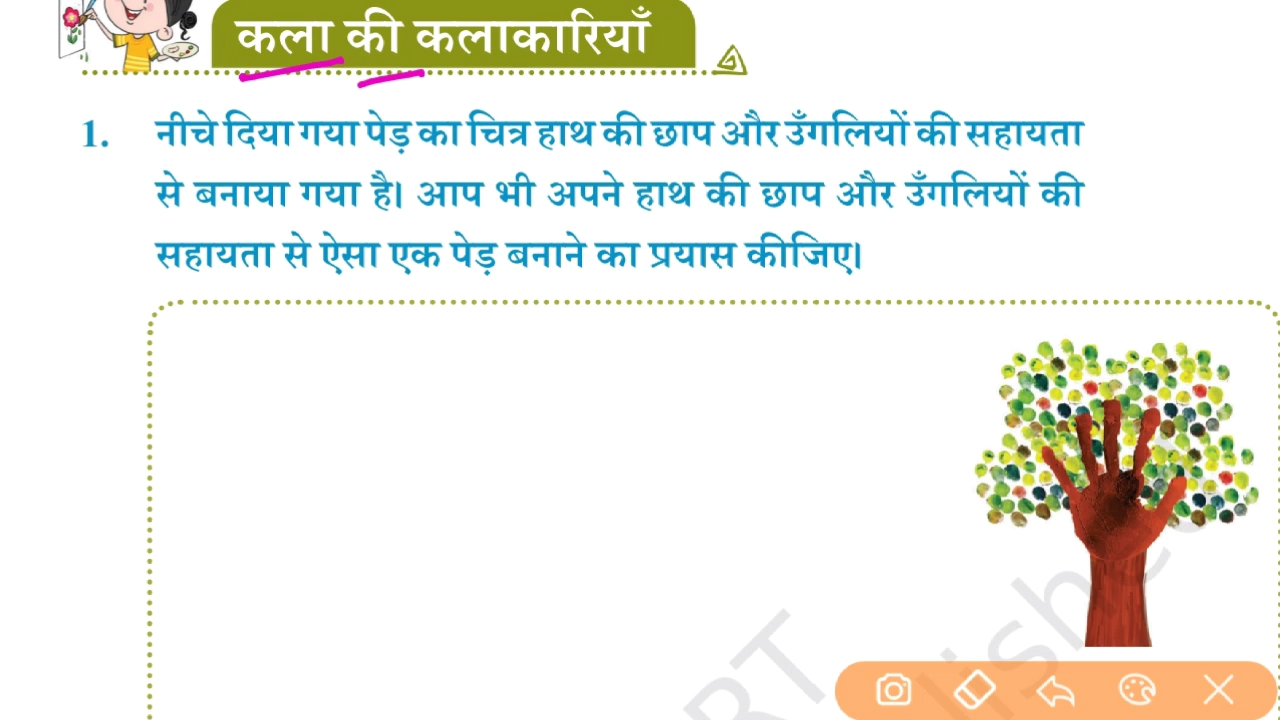 कला की कलाकारियाँ
1. नीचे दिया गया पेड़ का चित्र हाथ की छाप और उँगलियों की सहायता
से बनाया गया है। आप भी अपने हाथ की छाप और उँगलियों की
सहायता से ऐसा एक पेड़ बनाने का प्रयास कीजिए।